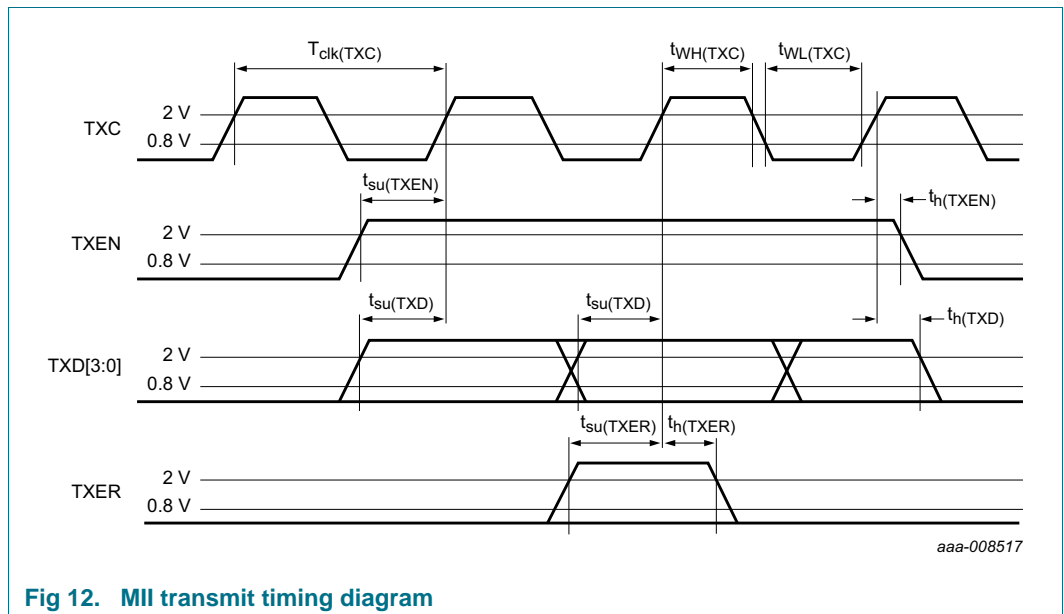 Tclk(TXC)
tWH(TXC)
tWL(TXC)
TXC
2 V
0.8 V
tsu(TXEN)
th(TXEN)
TXEN
2 V
0.8 V
tsu(TXD)
tsu(TXD)
th(TXD)
TXD[3:0]
2 V
0.8 V
tsu(TXER)
th(TXER)
TXER
2 V
0.8 V
aaa-008517
Fig 12. MII transmit timing diagram